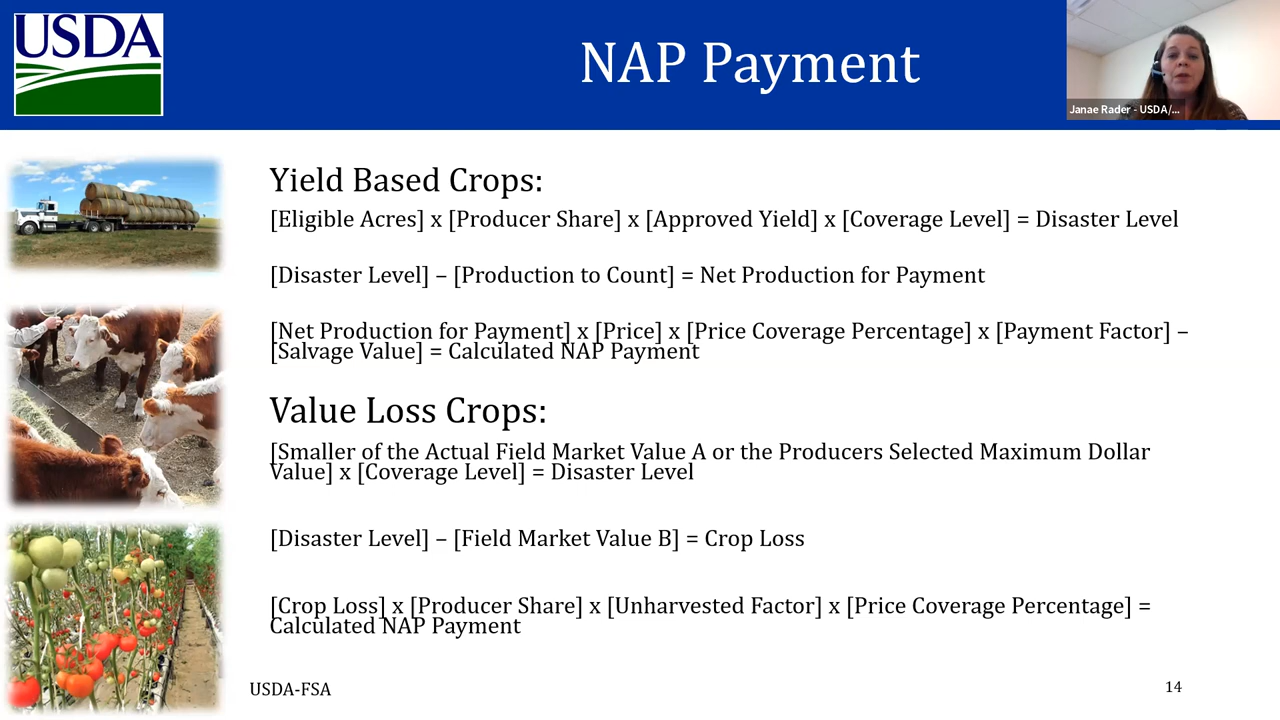 USDA
NAP Payment
Janae Rader - USDA/...
Yield Based Crops:
[Eligible Acres] x [Producer Share] x [Approved Yield] x [Coverage Level] = Disaster Level
[Disaster Level] – [Production to Count] = Net Production for Payment
[Net Production for Payment] x [Price] x [Price Coverage Percentage] x [Payment Factor] –
[Salvage Value] = Calculated NAP Payment
Value Loss Crops:
[Smaller of the Actual Field Market Value A or the Producers Selected Maximum Dollar
Value] x [Coverage Level] = Disaster Level
[Disaster Level] – [Field Market Value B] = Crop Loss
[Crop Loss] x [Producer Share] x [Unharvested Factor] x [Price Coverage Percentage] =
Calculated NAP Payment
USDA-FSA
14